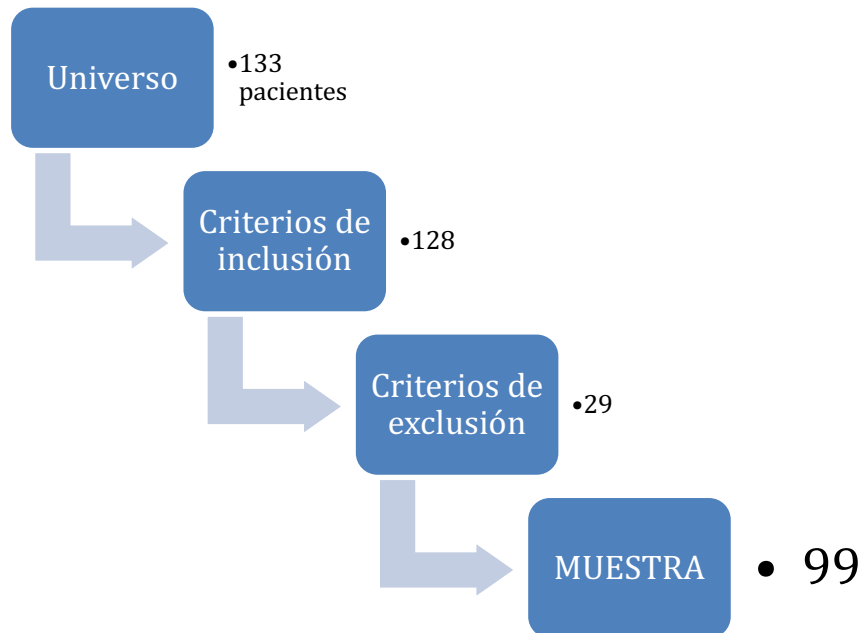 Universo
•133
pacientes
Criterios de
inclusión
•128
Criterios de
exclusión
•29
MUESTRA
• 99